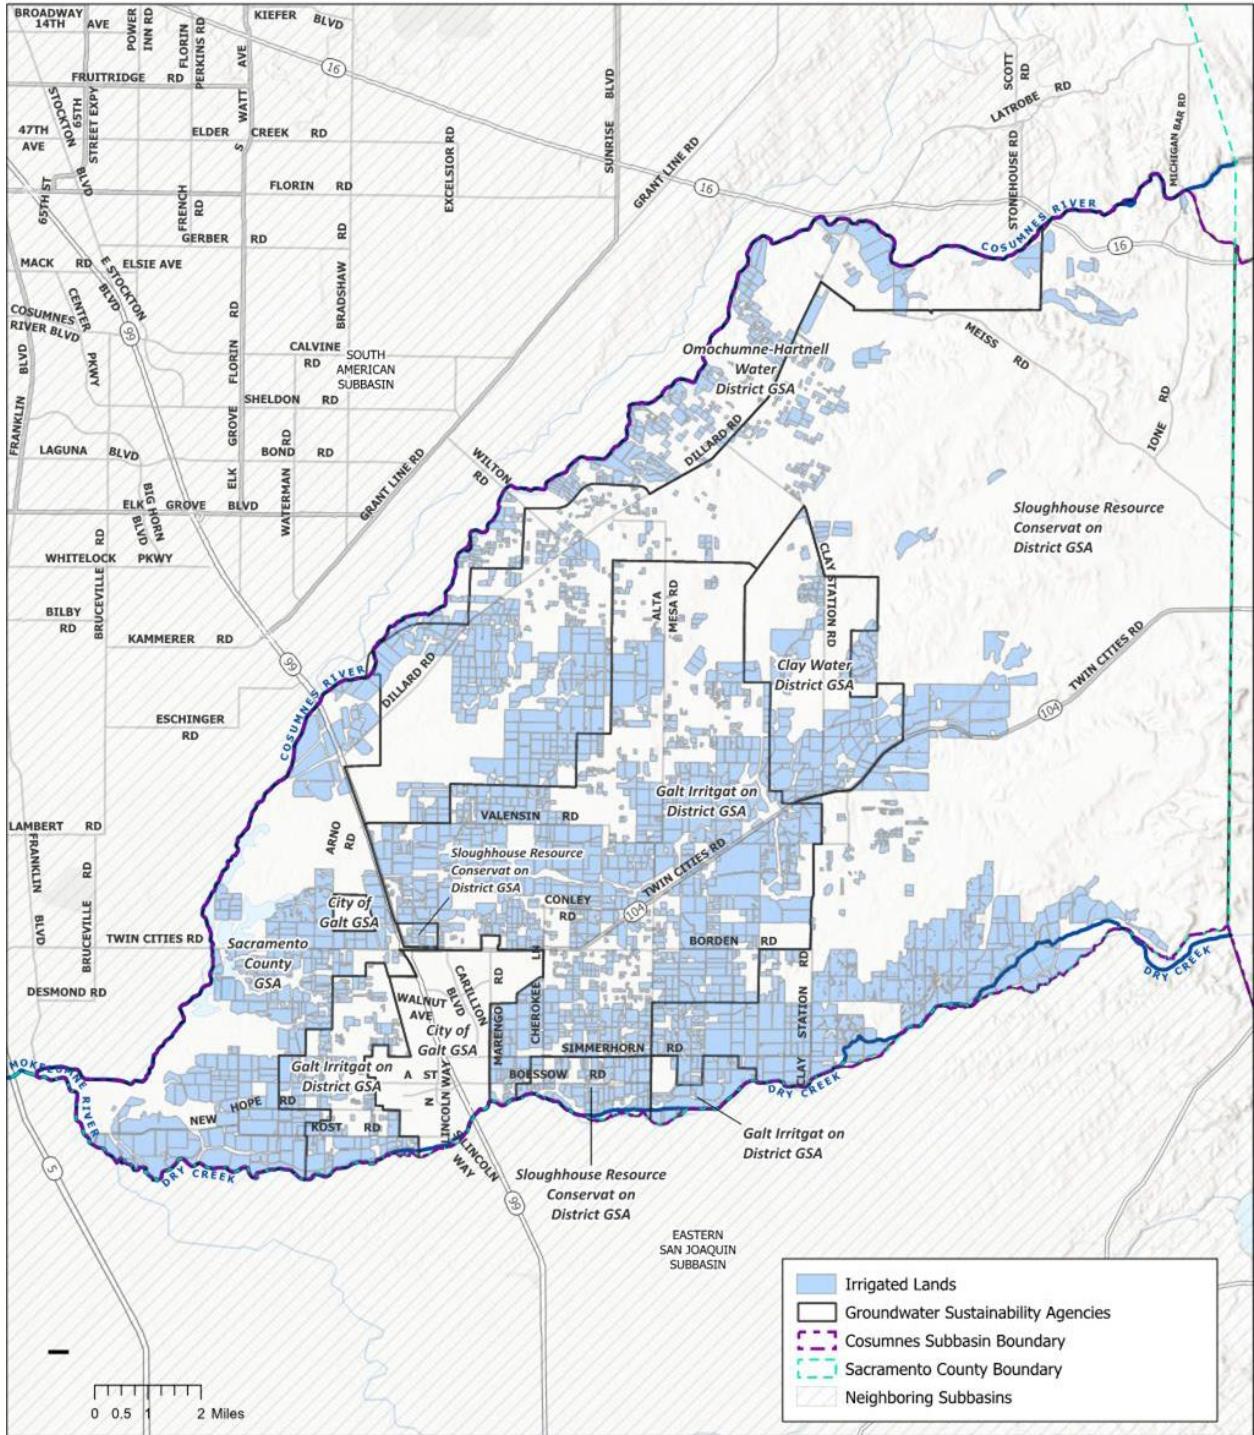 BROADWAY
14TH AVE
POWER
INN RD
FLORIN
PERKINS RD
KIEFER BLVD
WATT AVE
S
16
FRUITRIDGE RD
STOCKTON
BLVD
65TH
STREET EXPY
47TH
AVE
ELDER CREEK RD
EXCELSIOR RD
SUNRISE BLVD
GRANT LINE RD
SCOTT
RD
LATROBE RD
STONEHOUSE RD
MICHIGAN BAR RD
65TH ST
FLORIN RD
16
FRENCH
RD
GERBER RD
BRADSHAW RD
COSUMNES RIVER
16
MACK RD
ELSIE AVE
E STOCKTON
BLVD
CENTER
PKWY
COSUMNES
RIVER BLVD
99
ELK GROVE FLORIN RD
CALVINE
RD
SOUTH
AMERICAN
SUBBASIN
Omochumne-Hartnell
Water
District GSA
MEISS RD
FRANKLIN BLVD
SHELDON RD
IONE RD
LAGUNA BLVD
BOND RD
WATERMAN RD
DILLARD RD
WILTON
RD
GRANT LINE RD
BIG HORN
BLVD
ELK GROVE BLVD
Sloughhouse Resource
Conservat on
District GSA
WHITELOCK PKWY
BRUCEVILLE RD
CLAY STATION RD
BILBY
RD
ALTA
MESA RD
KAMMERER RD
99
COSUMNES RIVER
DILLARD RD
Clay Water
District GSA
TWIN CITIES RD
104
ESCHINGER
RD
Galt Irritgat on
District GSA
VALENSIN RD
LAMBERT RD
FRANKLIN
BLVD
ARNO
RD
Sloughhouse Resource
Conservat on
District GSA
TWIN CITIES RD
BRUCEVILLE RD
City of
Galt GSA
CONLEY
RD
104
TWIN CITIES RD
Sacramento
County
GSA
BORDEN RD
DRY CREEK
DESMOND RD
CARILLION
BLVD
WALNUT
AVE
MARENGO RD
CHEROKEE LN
CLAY STATION RD
City of
Galt GSA
SIMMERHORN RD
MOKELUMNE
RIVER
Galt Irritgat on
District GSA
A ST
BOESSOW RD
DRY CREEK
NEW HOPE RD
N LINCOLN WAY
KOST RD
Galt Irritgat on
District GSA
5
DRY CREEK
S LINCOLN
WAY
99
Sloughhouse Resource
Conservat on
District GSA
EASTERN
SAN JOAQUIN
SUBBASIN
Irrigated Lands
Groundwater Sustainability Agencies
Cosumnes Subbasin Boundary
Sacramento County Boundary
Neighboring Subbasins
0 0.5 1 2 Miles